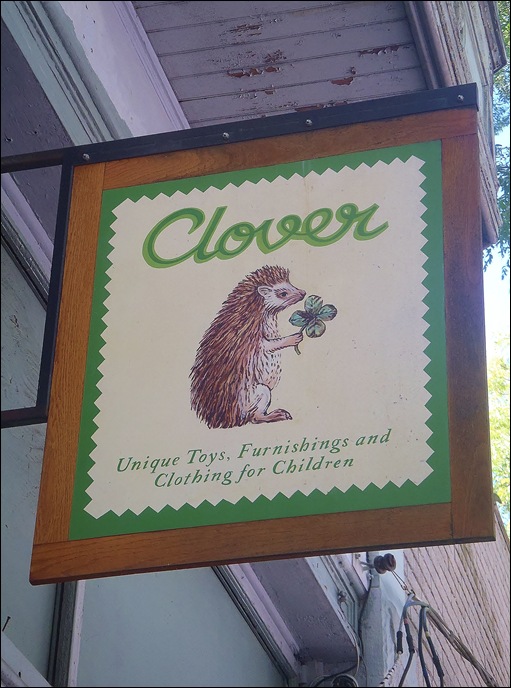 Clover
Unique Toys, Furnishings and
Clothing for Children